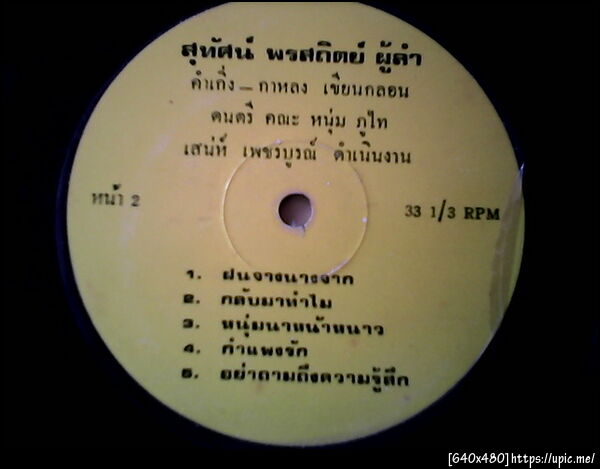 สุทัศน์ พรสถิตย์ ผู้ลำ
คำเกิ่ง - กาหลง เขียนกลอน
ดนตรี คณะ หนุ่ม ภูไท
เสน่ห์ เพชรบูรณ์ ดำเนินงาน
หน้า 2
33 1/3 RPM
1. ฝนจางนางจาก
2. กลับมาทำไม
3. หนุ่มนาหน้าหนาว
4. กำแพงรัก
5. อย่าถามถึงความรู้สึก
[640x480]https://upic.me/